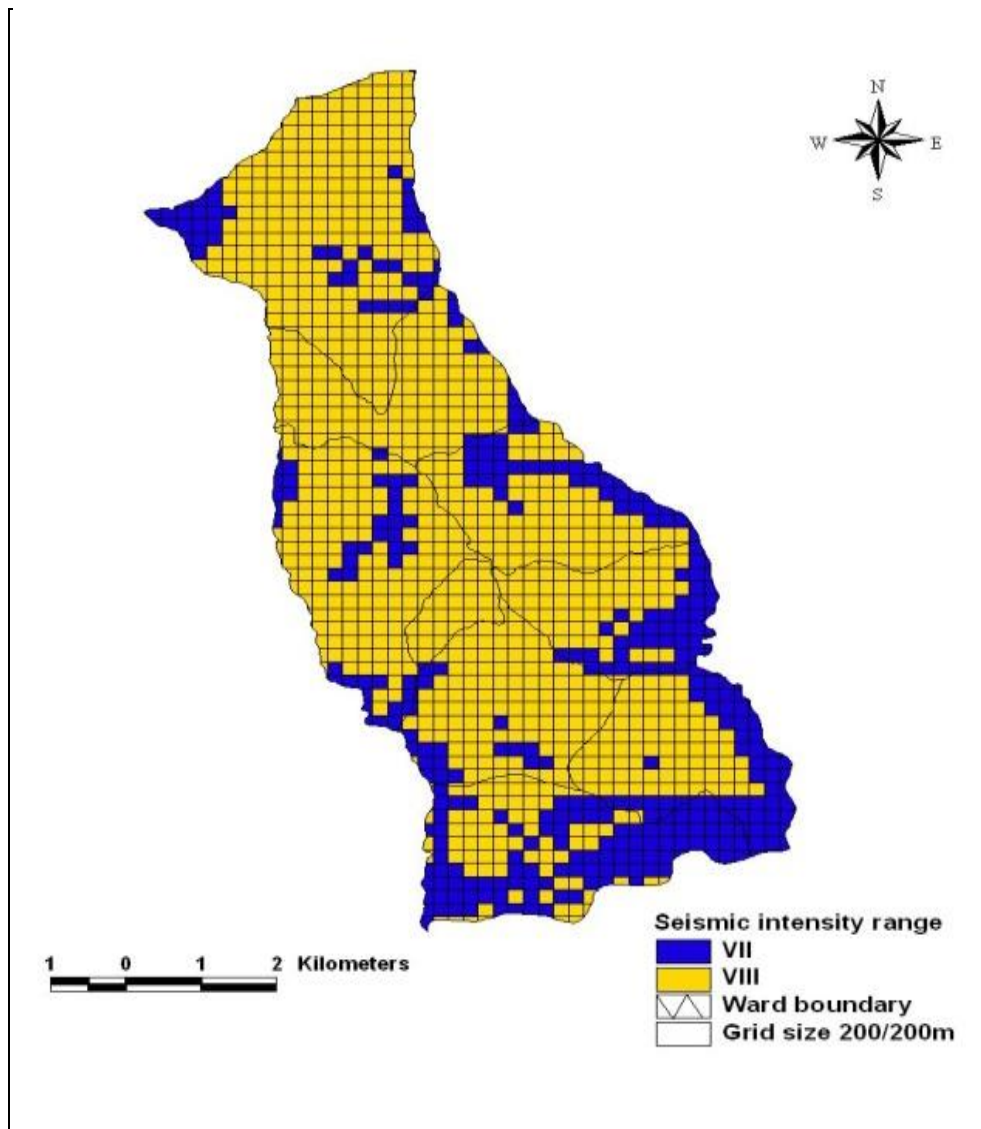 N
W E
S
Seismic intensity range
VII
VIII
Ward boundary
Grid size 200/200m
1 0 1 2 Kilometers